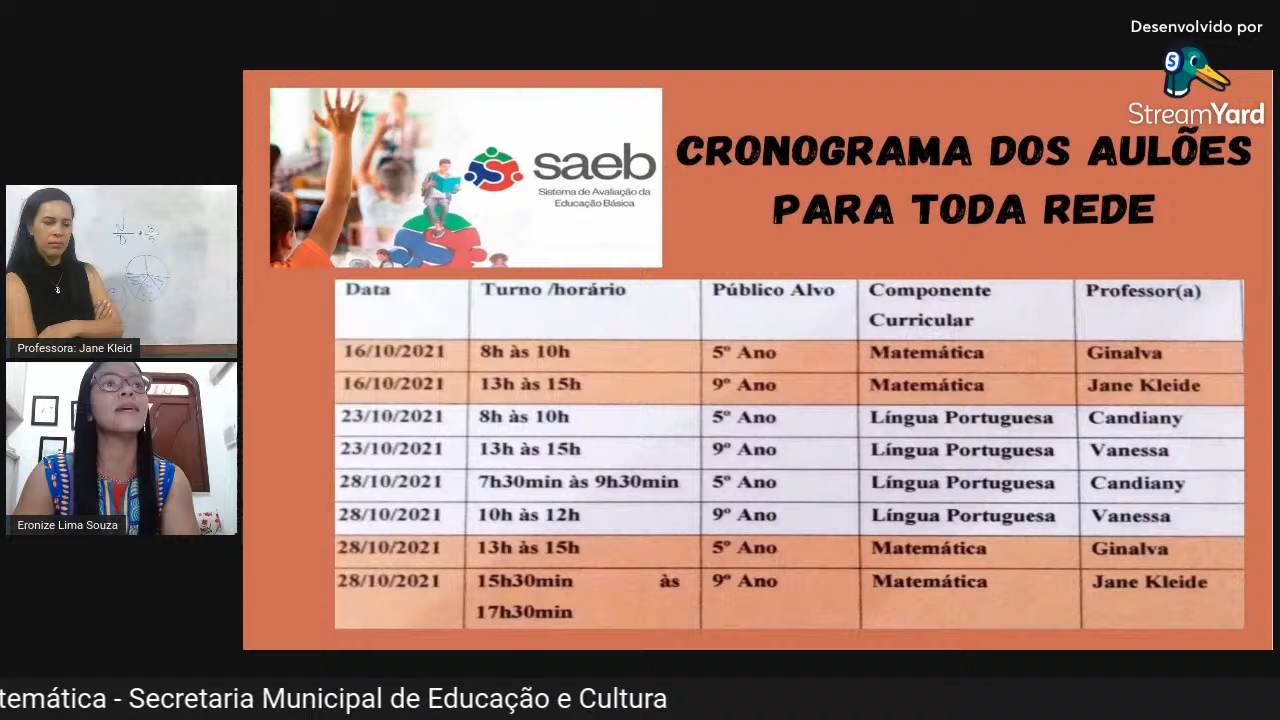 Desenvolvido por
StreamYard
saeb
Sistema de Avaliação da
Educação Básica
CRONOGRAMA DOS AULÕES
PARA TODA REDE
Data Turno /horário Público Alvo Componente Curricular Professor(a)
16/10/2021 8h às 10h 5º Ano Matemática Ginalva
16/10/2021 13h às 15h 9º Ano Matemática Jane Kleide
23/10/2021 8h às 10h 5º Ano Língua Portuguesa Candiany
23/10/2021 13h às 15h 9º Ano Língua Portuguesa Vanessa
28/10/2021 7h30min às 9h30min 5º Ano Língua Portuguesa Candiany
28/10/2021 10h às 12h 9º Ano Língua Portuguesa Vanessa
28/10/2021 13h às 15h 5º Ano Matemática Ginalva
28/10/2021 15h30min às 17h30min 9º Ano Matemática Jane Kleide
Professora: Jane Kleid
Eronize Lima Souza
temática - Secretaria Municipal de Educação e Cultura